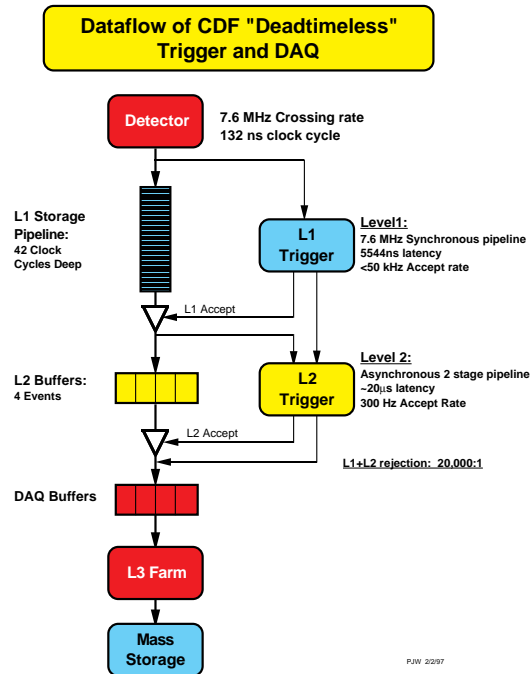 Dataflow of CDF "Deadtimeless"
Trigger and DAQ
Detector
7.6 MHz Crossing rate
132 ns clock cycle
L1 Storage
Pipeline:
42 Clock
Cycles Deep
L1
Trigger
Level1:
7.6 MHz Synchronous pipeline
5544ns latency
<50 kHz Accept rate
L1 Accept
L2 Buffers:
4 Events
L2
Trigger
Level 2:
Asynchronous 2 stage pipeline
~20µs latency
300 Hz Accept Rate
L2 Accept
L1+L2 rejection: 20,000:1
DAQ Buffers
L3 Farm
Mass
Storage
PJW 2/2/97